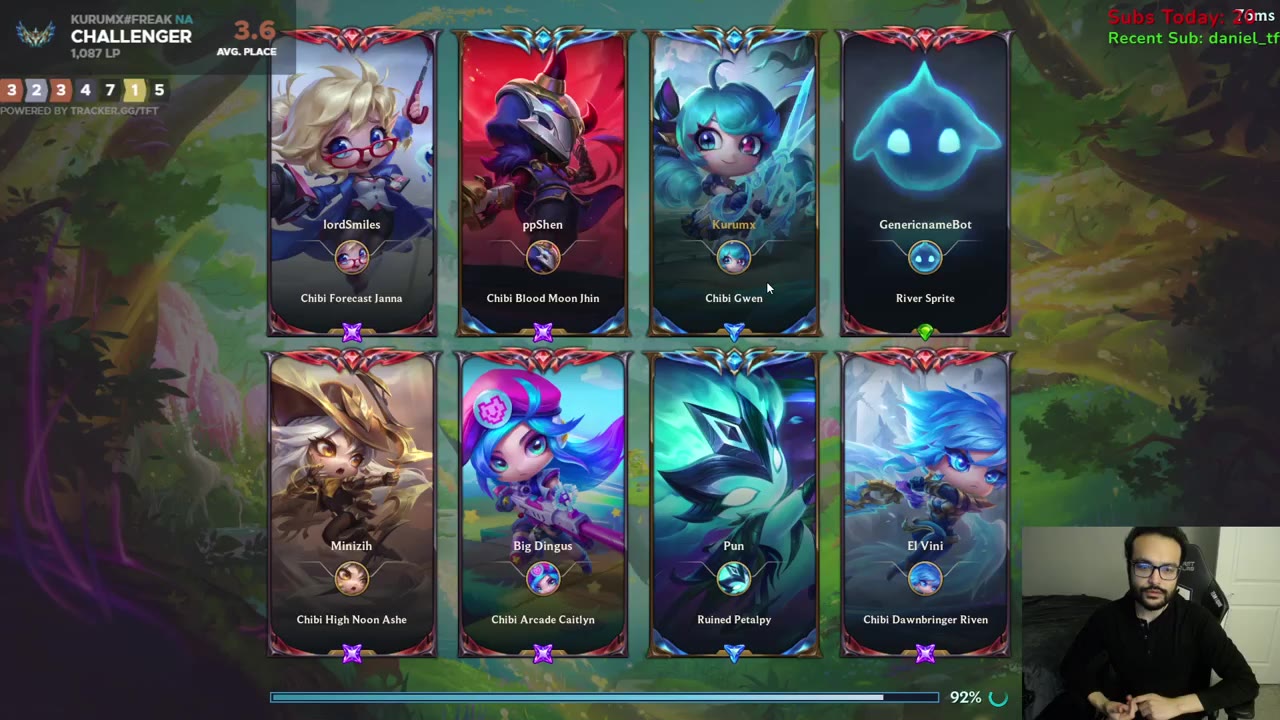 KURUMX#FREAK NA
CHALLENGER
1,087 LP
3.6
AVG. PLACE
3 2 3 4 7 1 5
POWERED BY TRACKER.GG/TFT
Subs Today:
76ms
Recent Sub: daniel_tf
lordSmiles
Chibi Forecast Janna
ppShen
Chibi Blood Moon Jhin
Kurumx
Chibi Gwen
GenericnameBot
River Sprite
Minizih
Chibi High Noon Ashe
Big Dingus
Chibi Arcade Caitlyn
Pun
Ruined Petalpy
El Vini
Chibi Dawnbringer Riven
92%